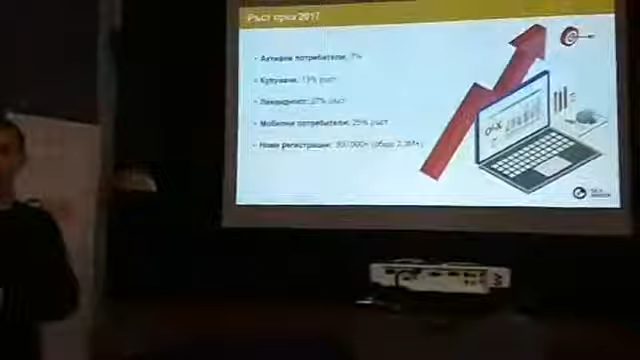 Ръст през 2017
Активни потребители: 7%
Купувачи: 13% ръст
Ликвидност: 27% ръст
Мобилни потребители: 25% ръст
Нови регистрации: 300 000+ (общо 2,3М+)
OLX